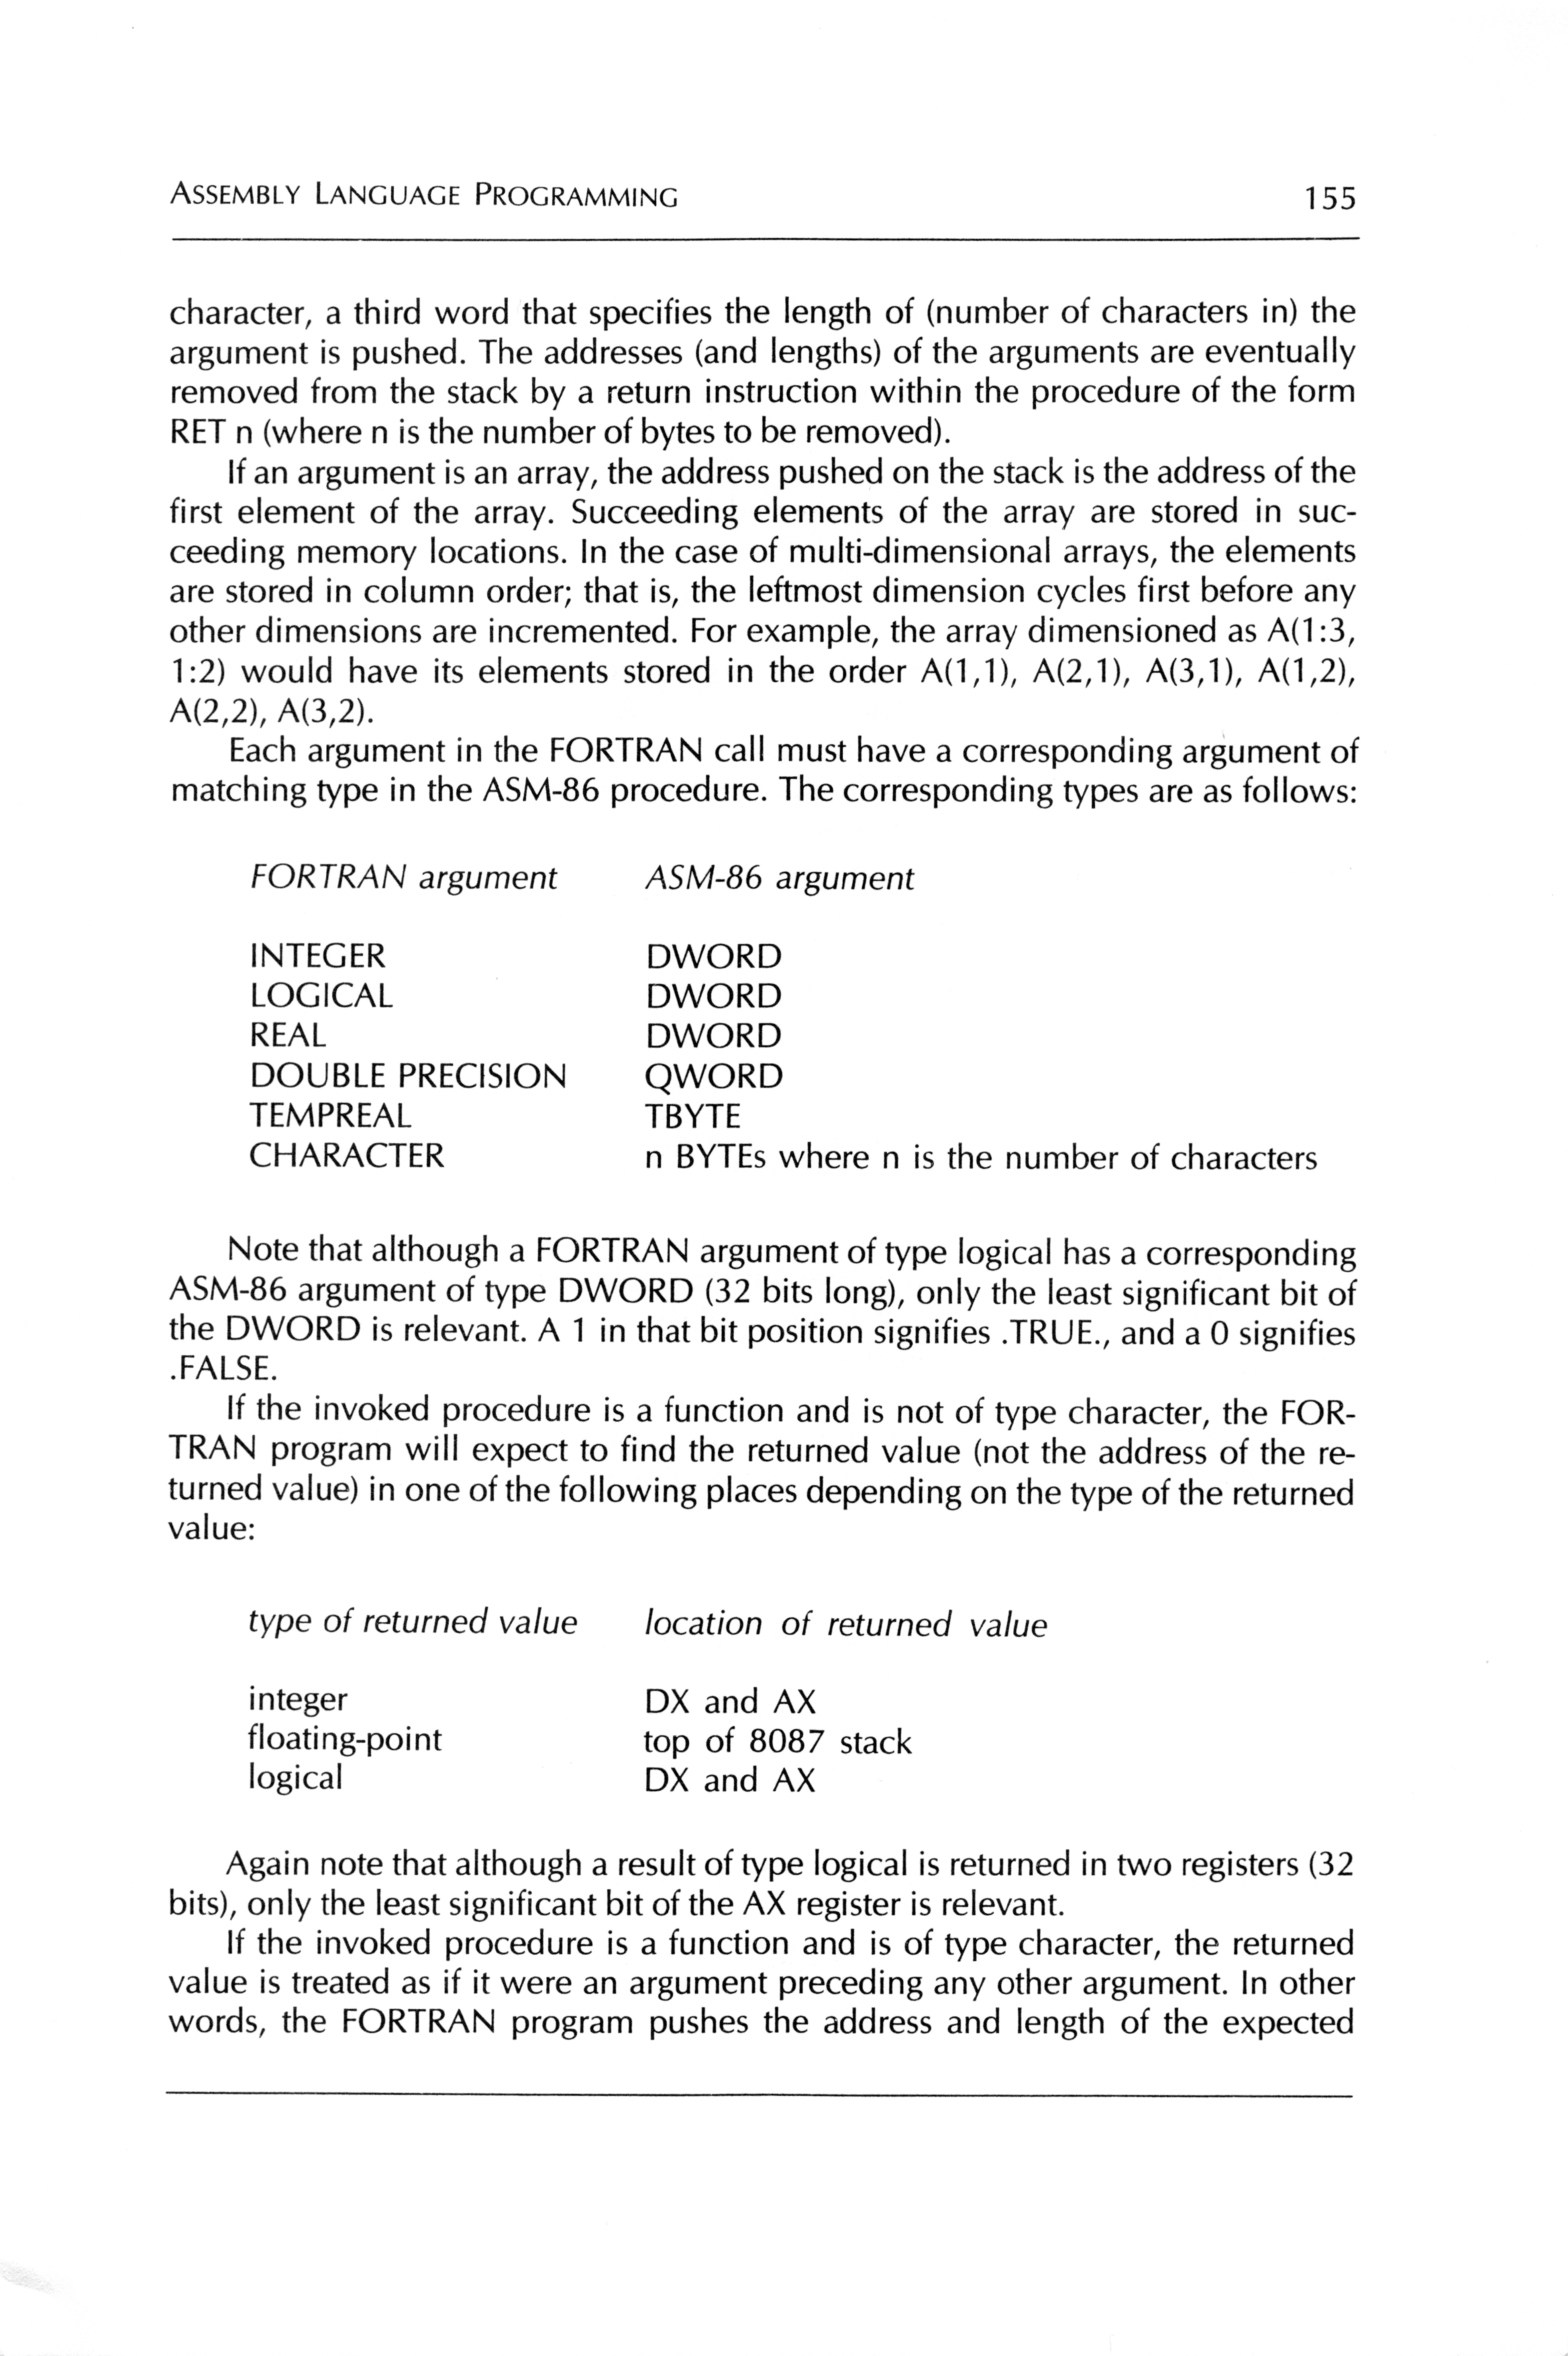 ASSEMBLY LANGUAGE PROGRAMMING 155
character, a third word that specifies the length of (number of characters in) the
argument is pushed. The addresses (and lengths) of the arguments are eventually
removed from the stack by a return instruction within the procedure of the form
RET n (where n is the number of bytes to be removed).
If an argument is an array, the address pushed on the stack is the address of the
first element of the array. Succeeding elements of the array are stored in suc-
ceeding memory locations. In the case of multi-dimensional arrays, the elements
are stored in column order; that is, the leftmost dimension cycles first before any
other dimensions are incremented. For example, the array dimensioned as A(1:3,
1:2) would have its elements stored in the order A(1,1), A(2,1), A(3,1), A(1,2),
A(2,2), A(3,2).
Each argument in the FORTRAN call must have a corresponding argument of
matching type in the ASM-86 procedure. The corresponding types are as follows:
FORTRAN argument ASM-86 argument
INTEGER DWORD
LOGICAL DWORD
REAL DWORD
DOUBLE PRECISION QWORD
TEMPREAL TBYTE
CHARACTER n BYTEs where n is the number of characters
Note that although a FORTRAN argument of type logical has a corresponding
ASM-86 argument of type DWORD (32 bits long), only the least significant bit of
the DWORD is relevant. A 1 in that bit position signifies .TRUE., and a 0 signifies
.FALSE.
If the invoked procedure is a function and is not of type character, the FOR-
TRAN program will expect to find the returned value (not the address of the re-
turned value) in one of the following places depending on the type of the returned
value:
type of returned value location of returned value
integer DX and AX
floating-point top of 8087 stack
logical DX and AX
Again note that although a result of type logical is returned in two registers (32
bits), only the least significant bit of the AX register is relevant.
If the invoked procedure is a function and is of type character, the returned
value is treated as if it were an argument preceding any other argument. In other
words, the FORTRAN program pushes the address and length of the expected